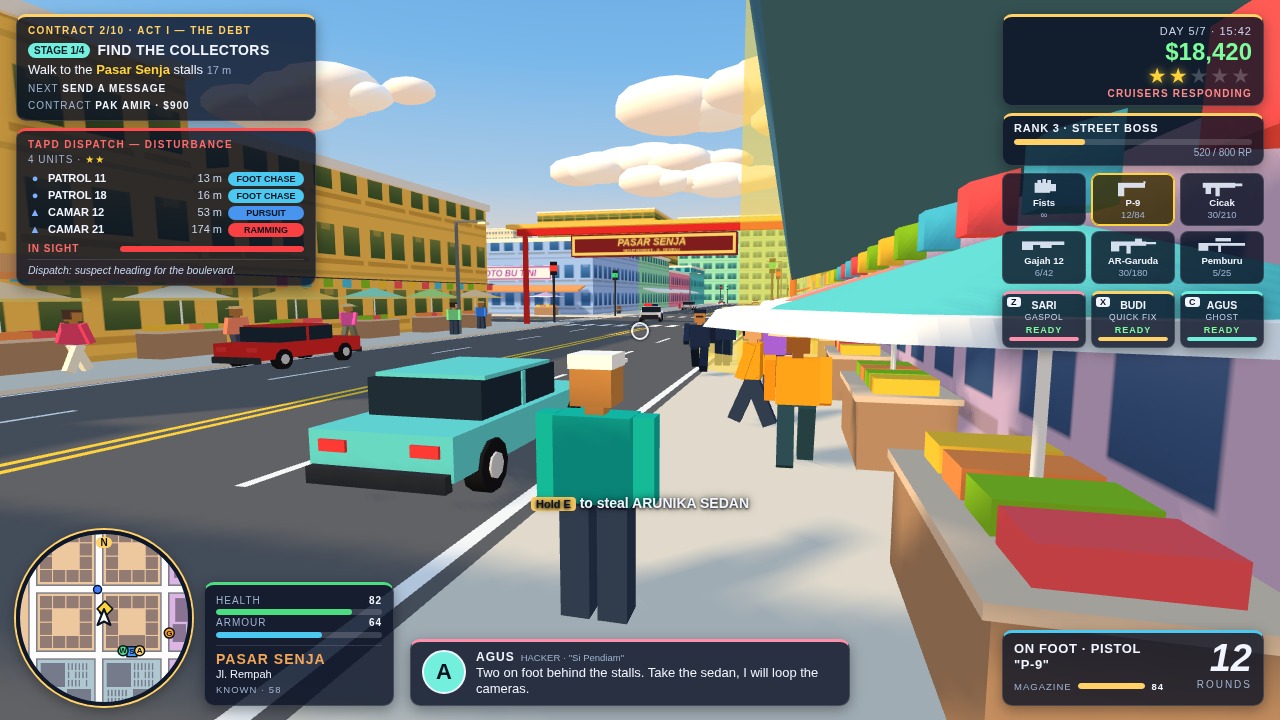 CONTRACT 2/10 · ACT I — THE DEBT
STAGE 1/4 FIND THE COLLECTORS
Walk to the Pasar Senja stalls 17 m
NEXT SEND A MESSAGE
CONTRACT PAK AMIR · $900
TAPD DISPATCH — DISTURBANCE
4 UNITS · ★★
PATROL 11 13 m FOOT CHASE
PATROL 18 16 m FOOT CHASE
CAMAR 12 53 m PURSUIT
CAMAR 21 174 m RAMMING
IN SIGHT
Dispatch: suspect heading for the boulevard.
DAY 5/7 · 15:42
$18,420
CRUISERS RESPONDING
RANK 3 · STREET BOSS
520 / 800 RP
Fists P-9 Cicak
∞ 12/84 30/210
Gajah 12 AR-Garuda Pemburu
6/42 30/180 5/25
Z SARI X BUDI C AGUS
GASPOL QUICK FIX GHOST
READY READY READY
PASAR SENJA
Hold E to steal ARUNIKA SEDAN
N
G
A
HEALTH 82
ARMOUR 64
PASAR SENJA
Jl. Rempah
KNOWN · 58
A
AGUS HACKER · "Si Pendiam"
Two on foot behind the stalls. Take the sedan, I will loop the
cameras.
ON FOOT · PISTOL
"P-9"
12
MAGAZINE 84 ROUNDS